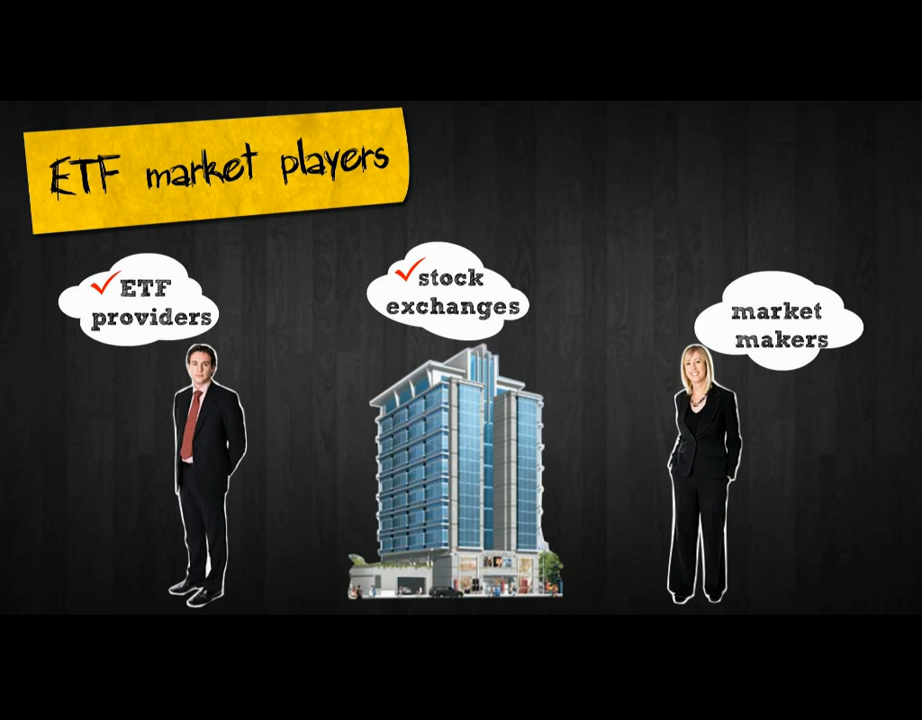 ETF market players
ETF
providers
stock
exchanges
market
makers